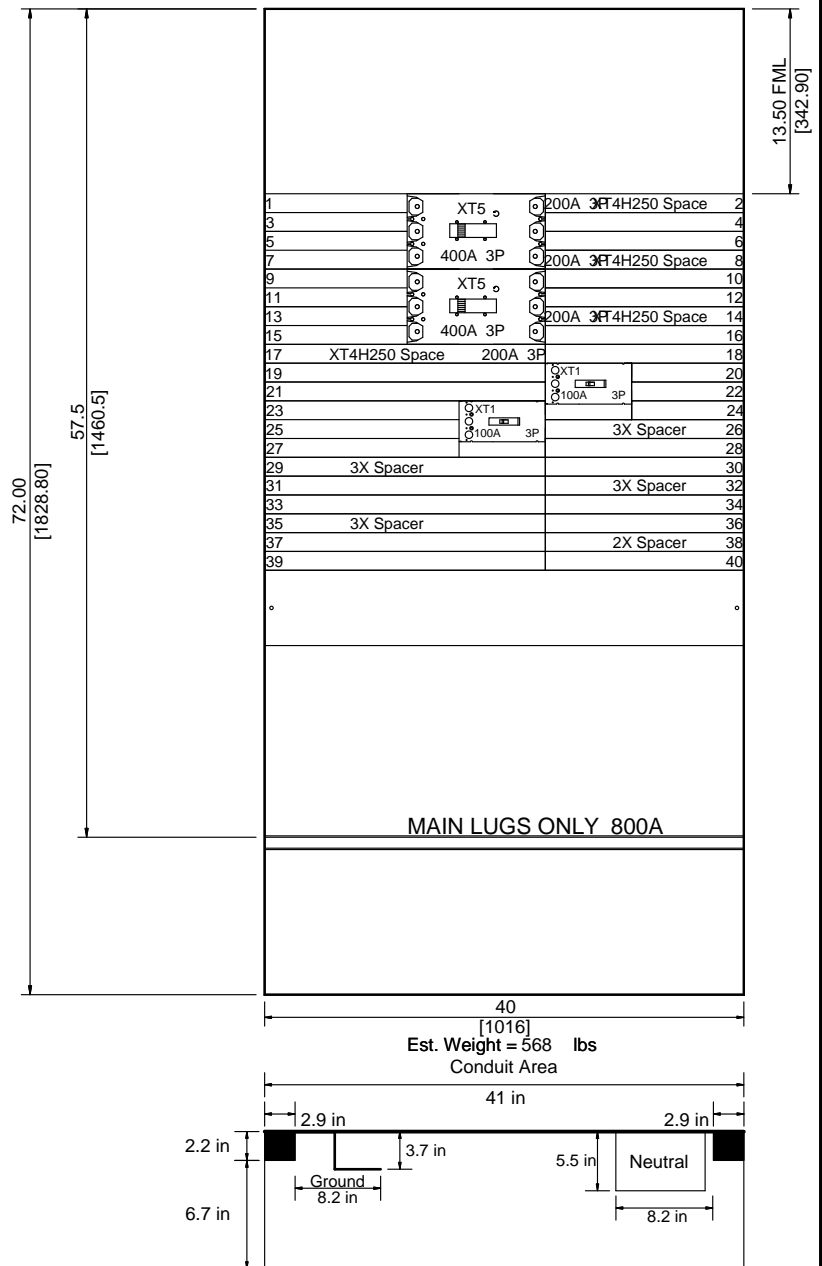 13.50 FML
[342.90]
72.00
[1828.80]
57.5
[1460.5]
1 XT5 200A 3P XT4H250 Space 2
3 4
5 6
7 400A 3P 200A 3P XT4H250 Space 8
9 XT5 10
11 12
13 200A 3P XT4H250 Space 14
15 400A 3P 16
17 XT4H250 Space 200A 3P 18
19 XT1 20
21 100A 3P 22
23 XT1 24
25 100A 3P 3X Spacer 26
27 28
29 3X Spacer 30
31 3X Spacer 32
33 34
35 3X Spacer 36
37 2X Spacer 38
39 40
MAIN LUGS ONLY 800A
40
[1016]
Est. Weight = 568 lbs
Conduit Area
41 in
2.9 in 2.9 in
2.2 in 3.7 in 5.5 in Neutral
Ground
8.2 in 8.2 in
6.7 in